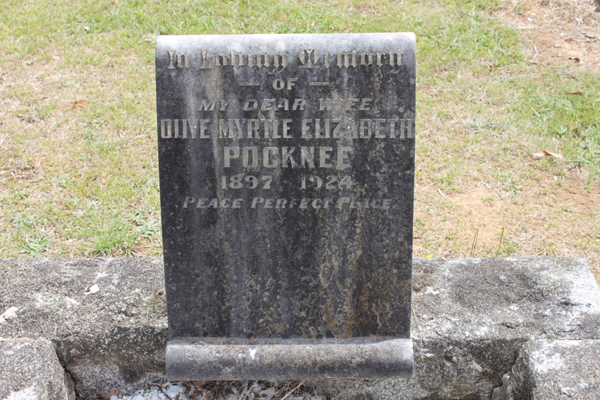 In Loving Memory
— OF —
MY DEAR WIFE
OLIVE MYRTLE ELIZABETH
POCKNEE
1897 1924
PEACE PERFECT PEACE